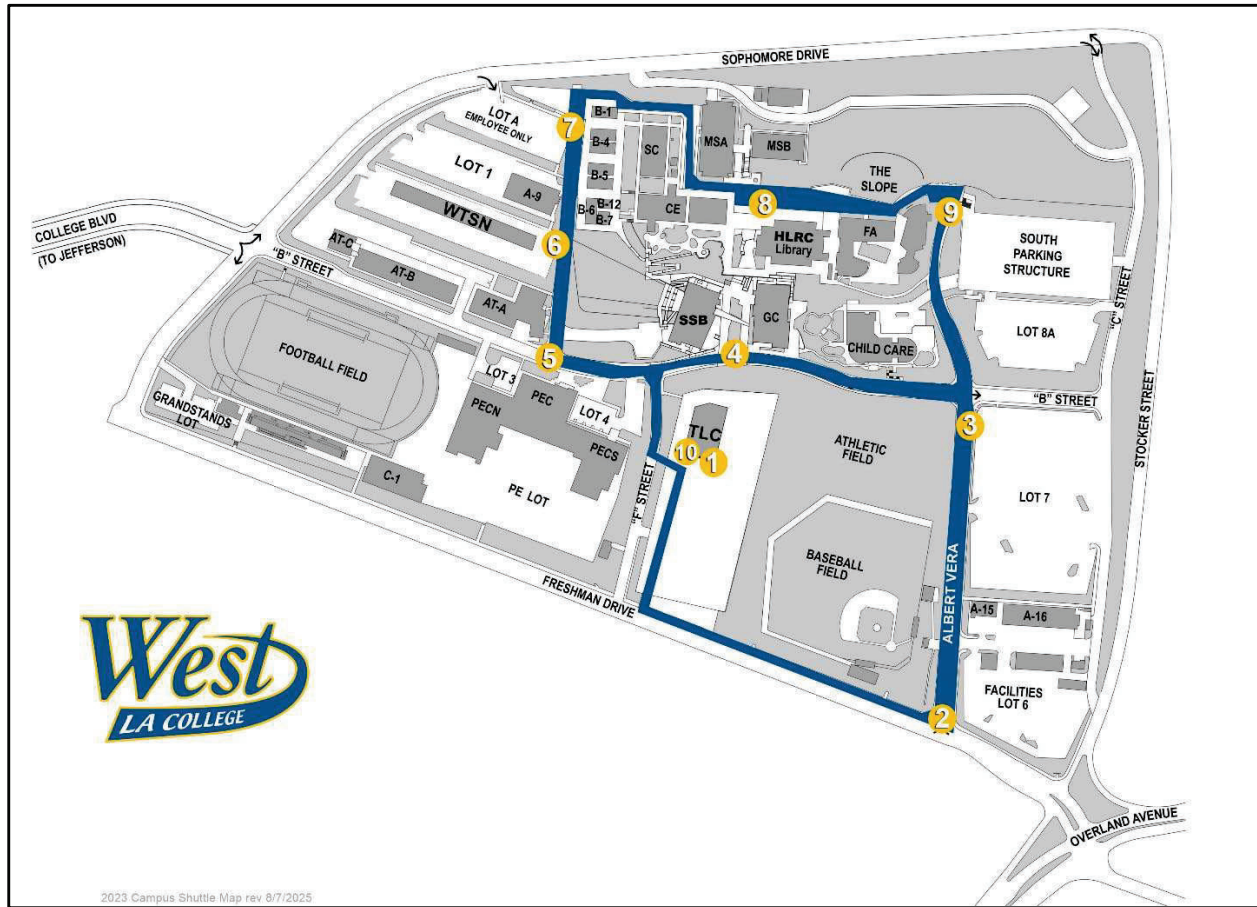 SOPHOMORE DRIVE
LOT A
EMPLOYEE ONLY
7
B-1
B-4
B-5
B-12
B-6
B-7
SC
MSA
MSB
THE
SLOPE
LOT 1
A-9
WTSN
6
CE
8
HLRC
Library
FA
9
SOUTH
PARKING
STRUCTURE
COLLEGE BLVD
(TO JEFFERSON)
"B" STREET
AT-C
AT-B
AT-A
SSB
GC
4
CHILD CARE
LOT 8A
"C" STREET
STOCKER STREET
5
"B" STREET
FOOTBALL FIELD
GRANDSTANDS
LOT
LOT 3
PEC
PECN
LOT 4
PECS
C-1
PE LOT
"F" STREET
TLC
10
1
ATHLETIC
FIELD
3
LOT 7
BASEBALL
FIELD
ALBERT VERA
A-15
A-16
FRESHMAN DRIVE
FACILITIES
LOT 6
2
OVERLAND AVENUE
West
LA COLLEGE
2023 Campus Shuttle Map rev 8/7/2025